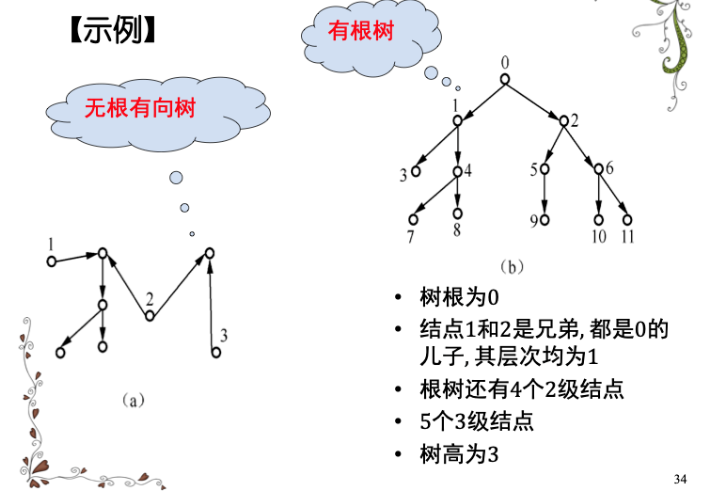 【示例】
有根树
无根有向树
0
1
2
3
4
5
6
7
8
9
10
11
(b)
1
2
3
(a)
• 树根为0
• 结点1和2是兄弟, 都是0的
儿子, 其层次均为1
• 根树还有4个2级结点
• 5个3级结点
• 树高为3
34